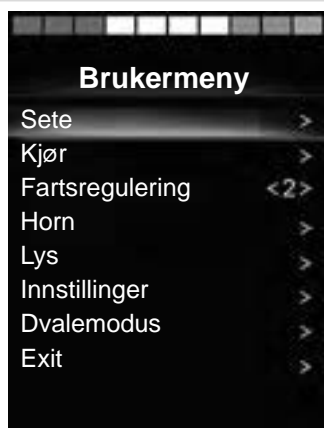 Brukermeny
Sete >
Kjør >
Fartsregulering <2>
Horn >
Lys >
Innstillinger >
Dvalemodus >
Exit >